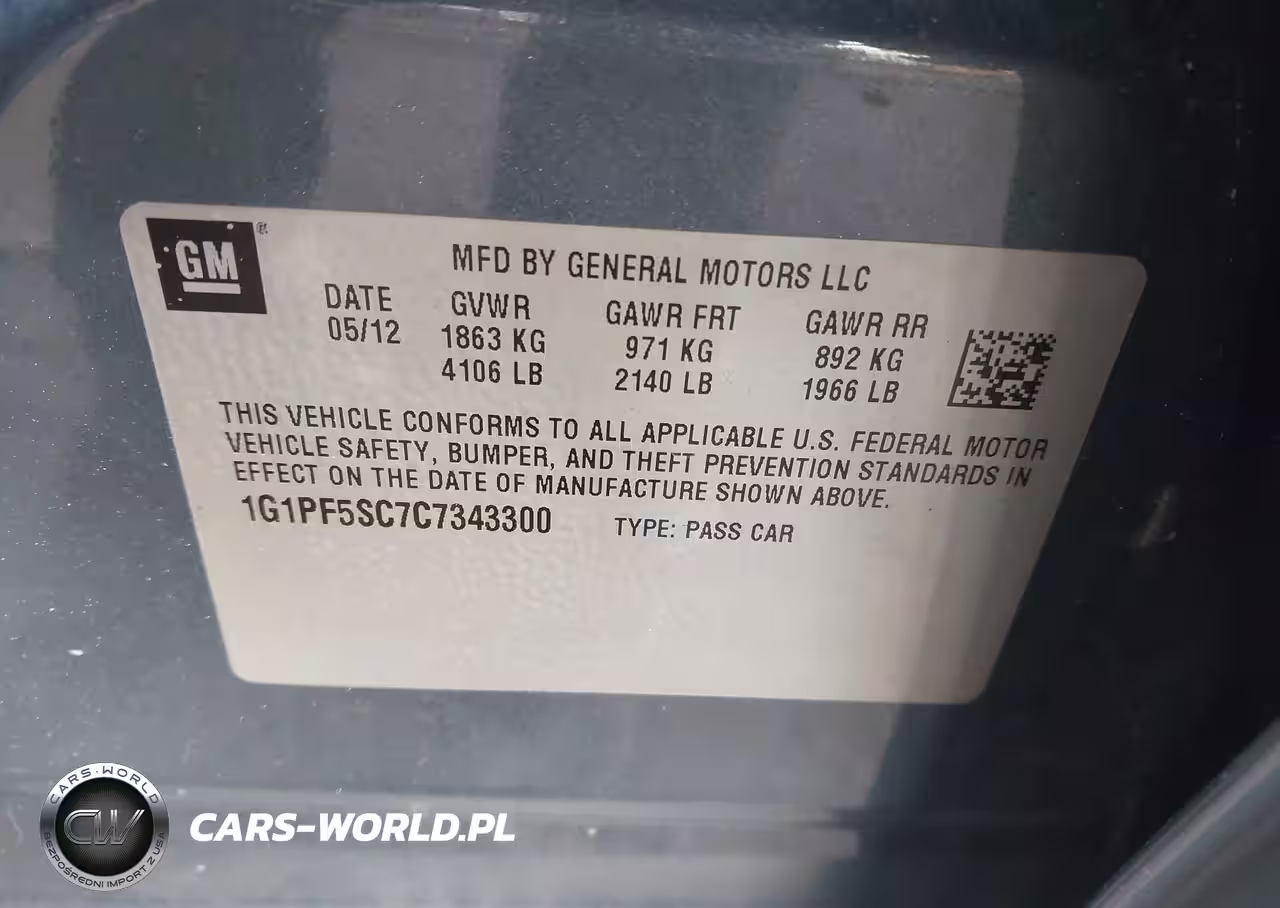 GM ®
MFD BY GENERAL MOTORS LLC
DATE GVWR GAWR FRT GAWR RR
05/12 1863 KG 971 KG 892 KG
4106 LB 2140 LB 1966 LB
THIS VEHICLE CONFORMS TO ALL APPLICABLE U.S. FEDERAL MOTOR
VEHICLE SAFETY, BUMPER, AND THEFT PREVENTION STANDARDS IN
EFFECT ON THE DATE OF MANUFACTURE SHOWN ABOVE.
1G1PF5SC7C7343300 TYPE: PASS CAR
CARS-WORLD
CW
BEZPOŚREDNI IMPORT Z USA
CARS-WORLD.PL